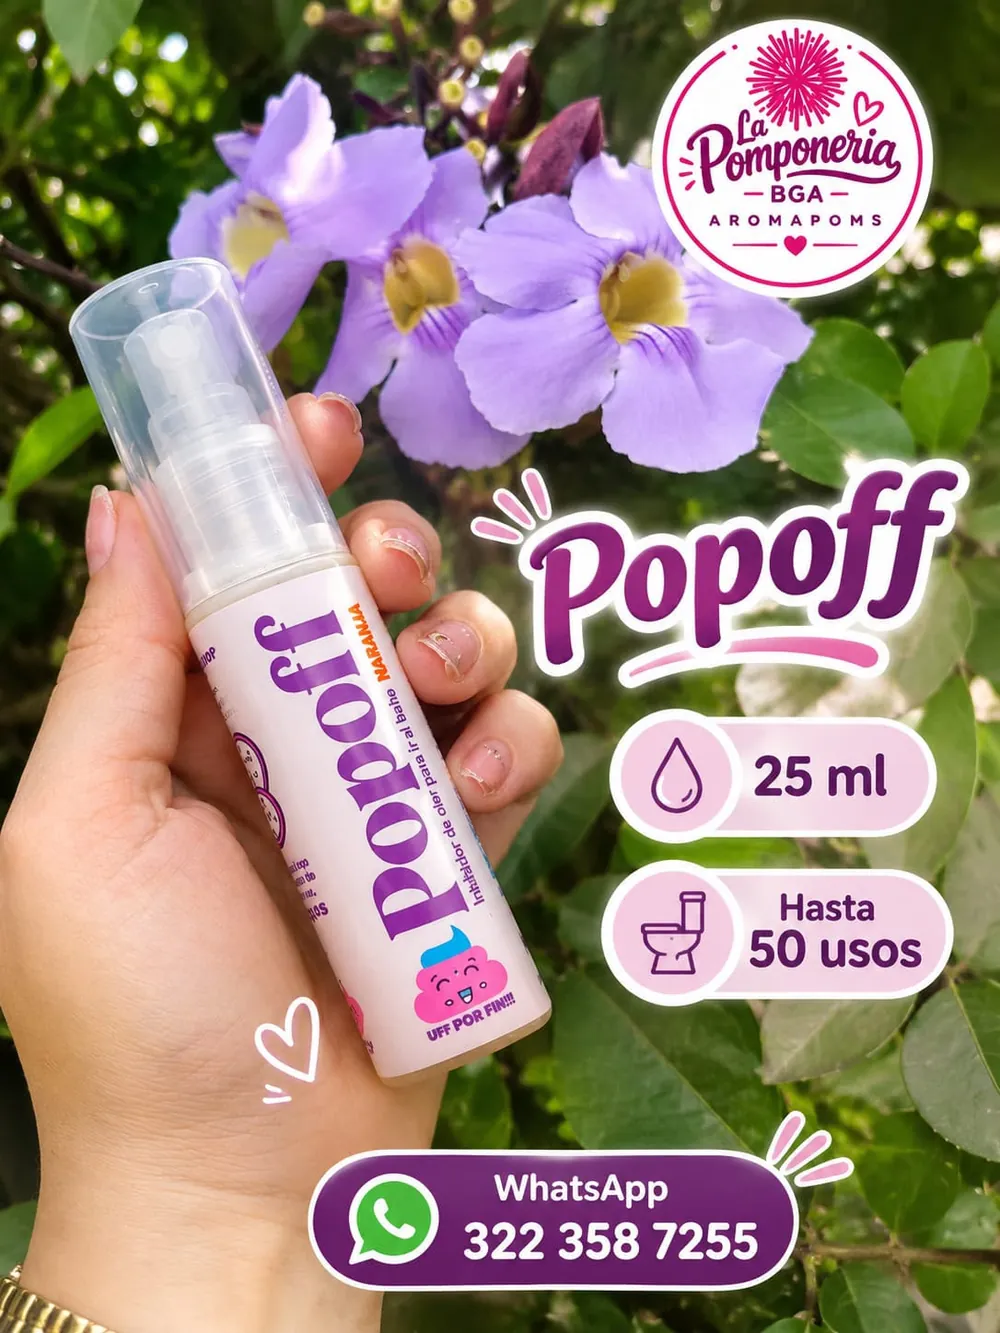 La
Pomponeria
BGA
AROMAPOMS
Popoff
25 ml
Hasta
50 usos
Popoff
NARANJA
Inhibidor de olor para ir al baño
UFF POR FIN!!!
WhatsApp
322 358 7255